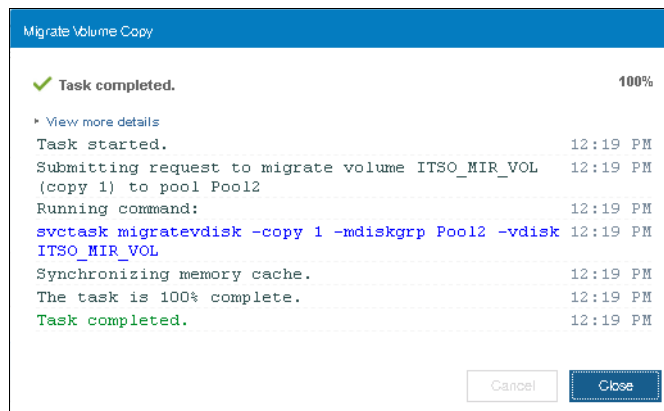 Migrate Volume Copy
Task completed. 100%
View more details
Task started. 12:19 PM
Submitting request to migrate volume ITSO_MIR_VOL 12:19 PM
(copy 1) to pool Pool2
Running command: 12:19 PM
svctask migratevdisk -copy 1 -mdiskgrp Pool2 -vdisk 12:19 PM
ITSO_MIR_VOL
Synchronizing memory cache. 12:19 PM
The task is 100% complete. 12:19 PM
Task completed. 12:19 PM
Cancel Close